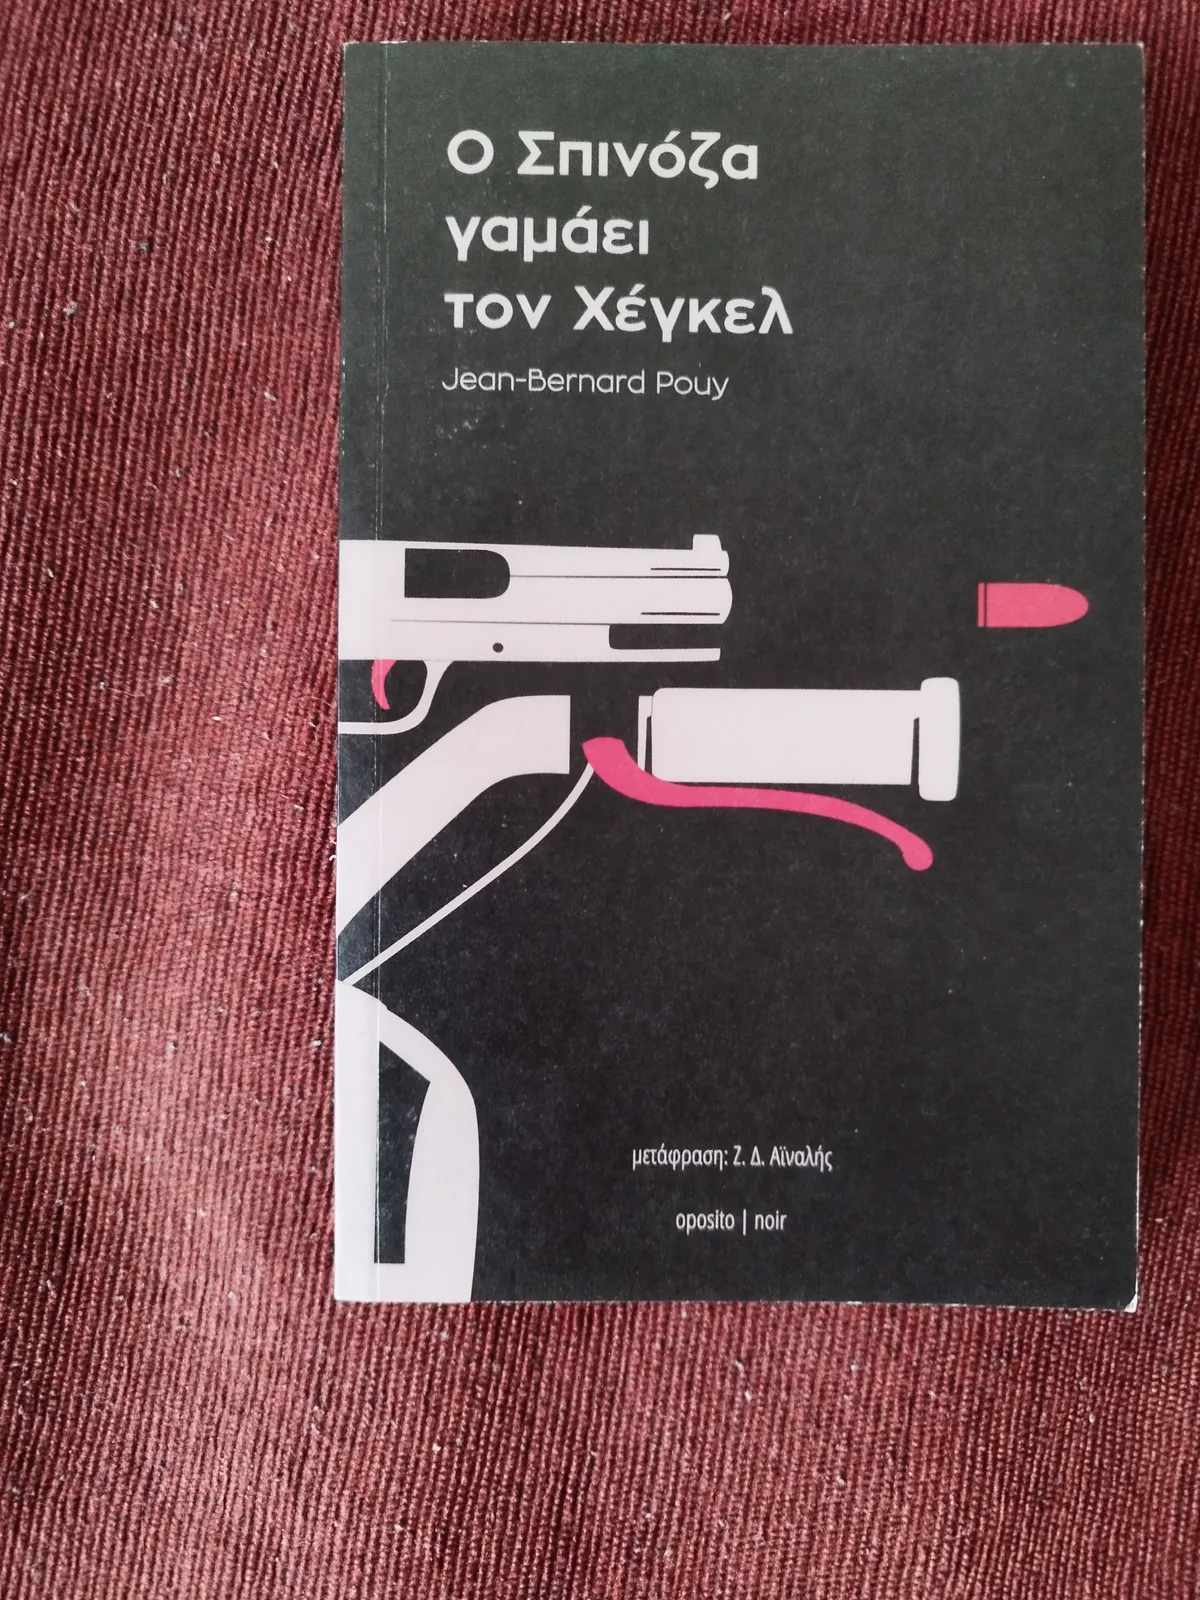 Ο Σπινόζα
γαμάει
τον Χέγκελ
Jean-Bernard Pouy
μετάφραση: Ζ. Δ. Αϊναλής
oposito | noir